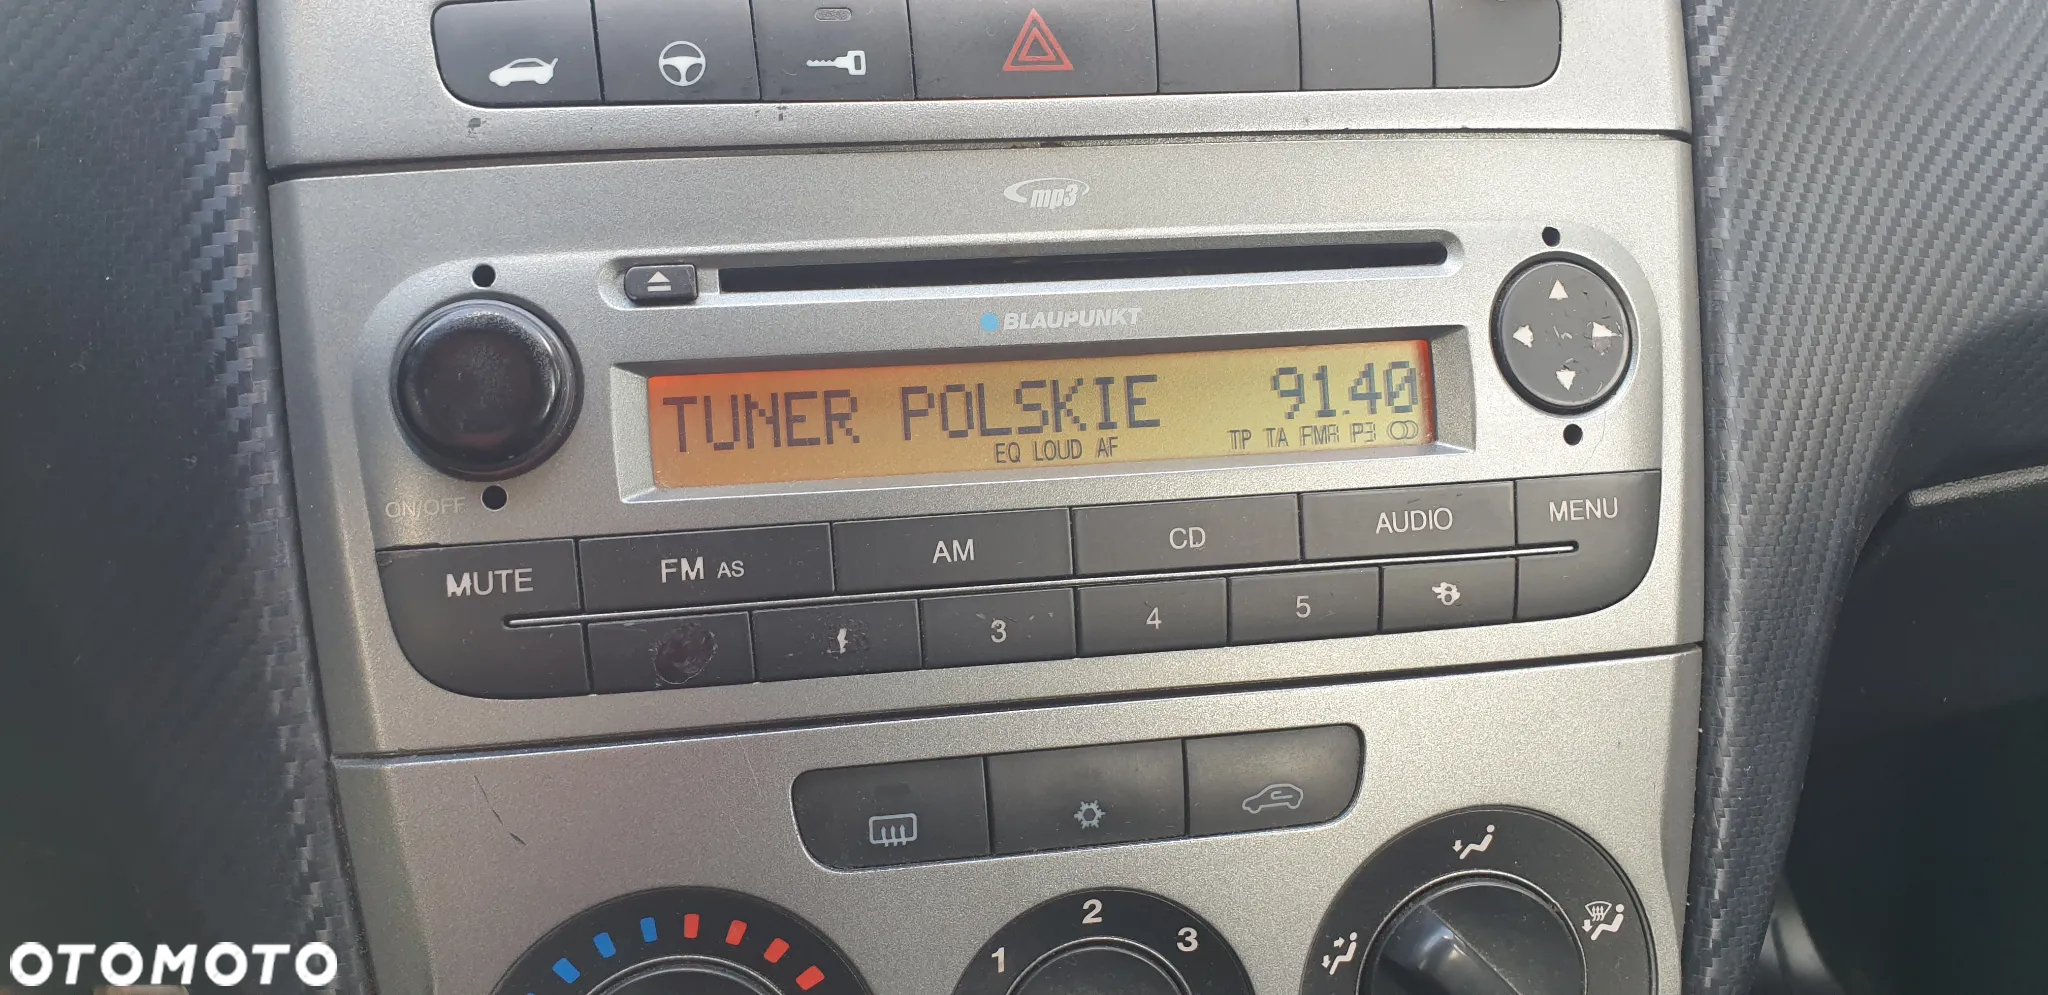 mp3
BLAUPUNKT
TUNER POLSKIE 91.40
EQ LOUD AF TP TA FMA P3
ON/OFF
MUTE FM AS AM CD AUDIO MENU
3 4 5
1 2 3
OTOMOTO